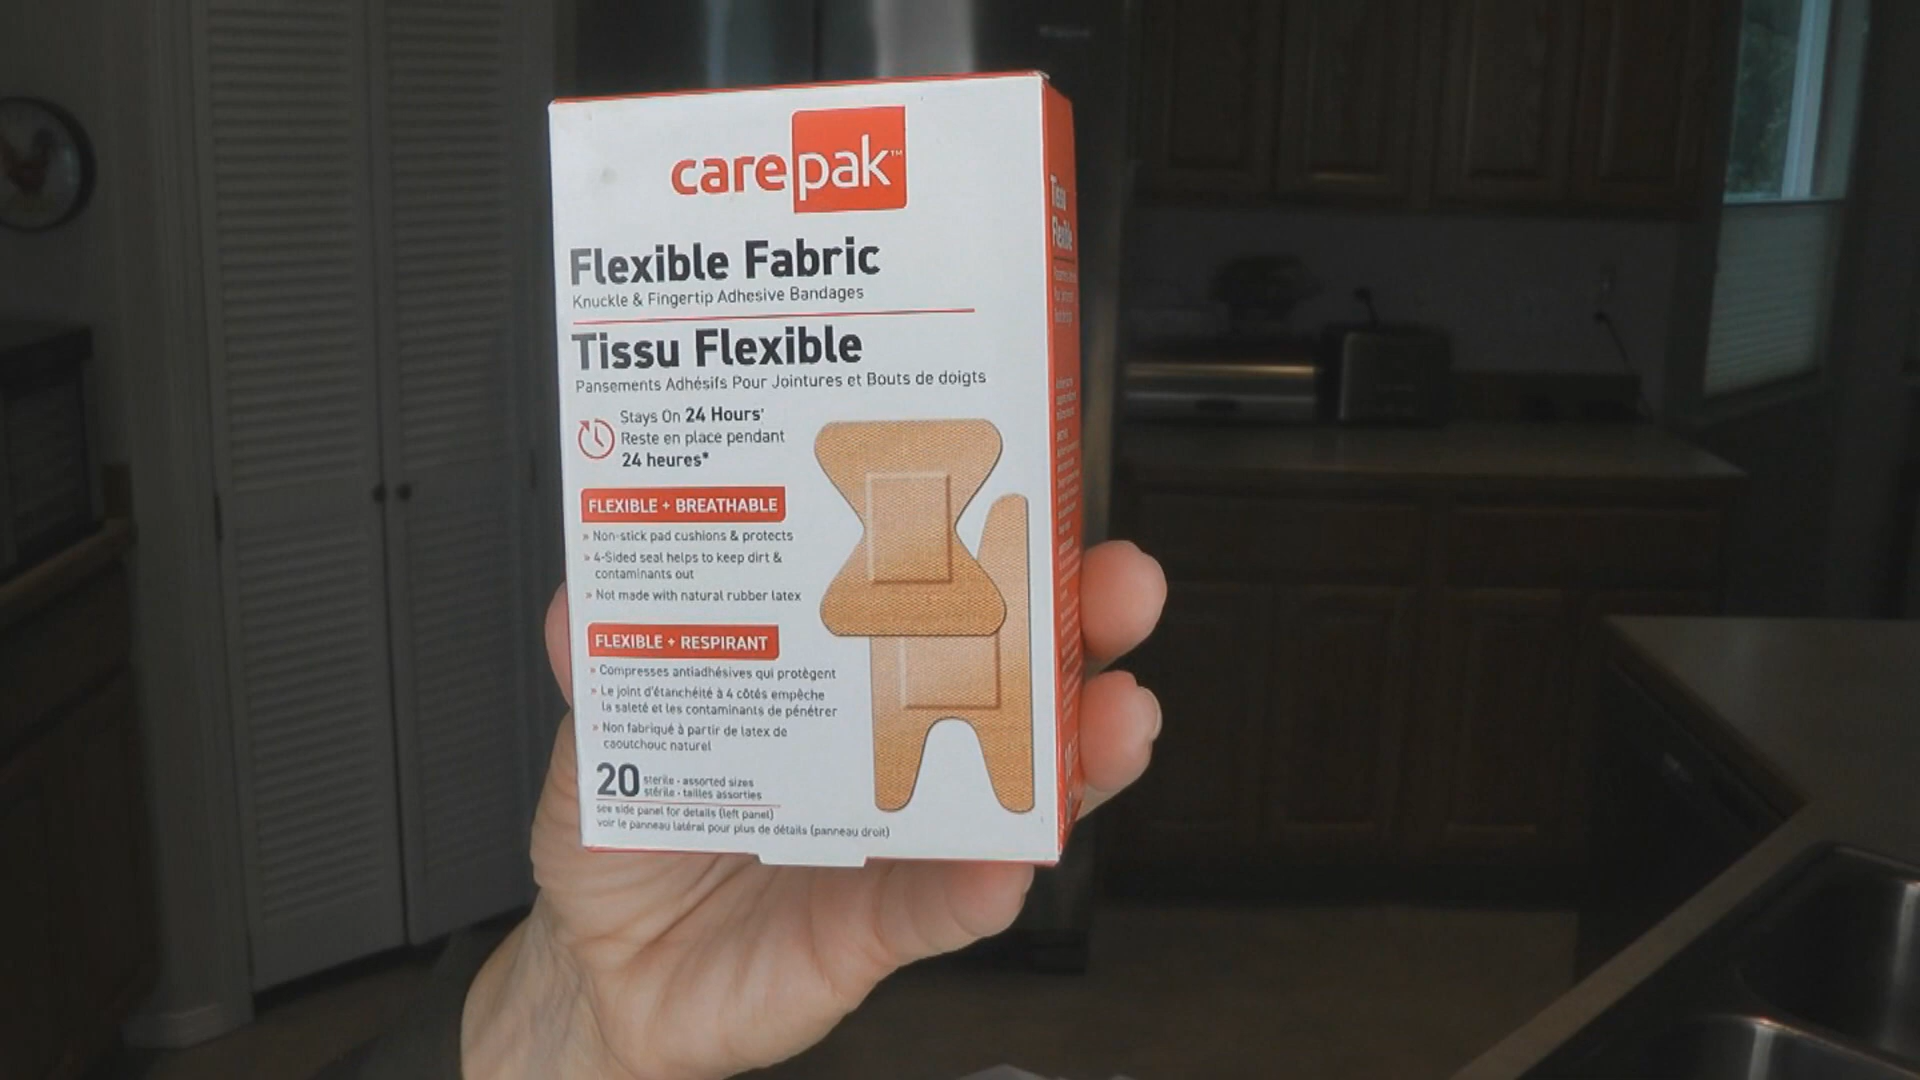 carepak™
Flexible Fabric
Knuckle & Fingertip Adhesive Bandages
Tissu Flexible
Pansements Adhésifs Pour Jointures et Bouts de doigts
Stays On 24 Hours*
Reste en place pendant
24 heures*
FLEXIBLE + BREATHABLE
» Non-stick pad cushions & protects
» 4-Sided seal helps to keep dirt &
contaminants out
» Not made with natural rubber latex
FLEXIBLE + RESPIRANT
» Compresses antiadhésives qui protègent
» Le joint d'étanchéité à 4 côtés empêche
la saleté et les contaminants de pénétrer
» Non fabriqué à partir de latex de
caoutchouc naturel
20 sterile - assorted sizes
stérile - tailles assorties
see side panel for details (left panel)
voir le panneau latéral pour plus de détails (panneau droit)
Tissu
Flexible